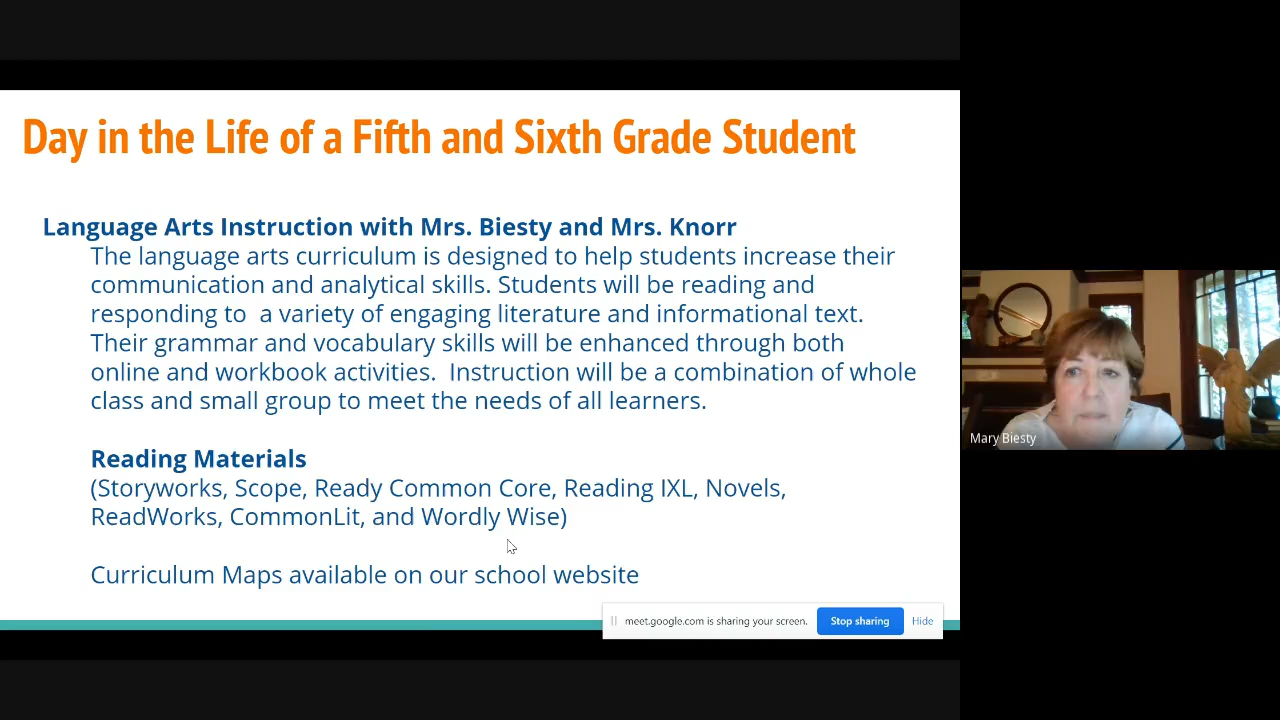 Day in the Life of a Fifth and Sixth Grade Student
Language Arts Instruction with Mrs. Biesty and Mrs. Knorr
The language arts curriculum is designed to help students increase their
communication and analytical skills. Students will be reading and
responding to  a variety of engaging literature and informational text.
Their grammar and vocabulary skills will be enhanced through both
online and workbook activities.  Instruction will be a combination of whole
class and small group to meet the needs of all learners.
Reading Materials
(Storyworks, Scope, Ready Common Core, Reading IXL, Novels,
ReadWorks, CommonLit, and Wordly Wise)
Curriculum Maps available on our school website
meet.google.com is sharing your screen. Stop sharing Hide
Mary Biesty